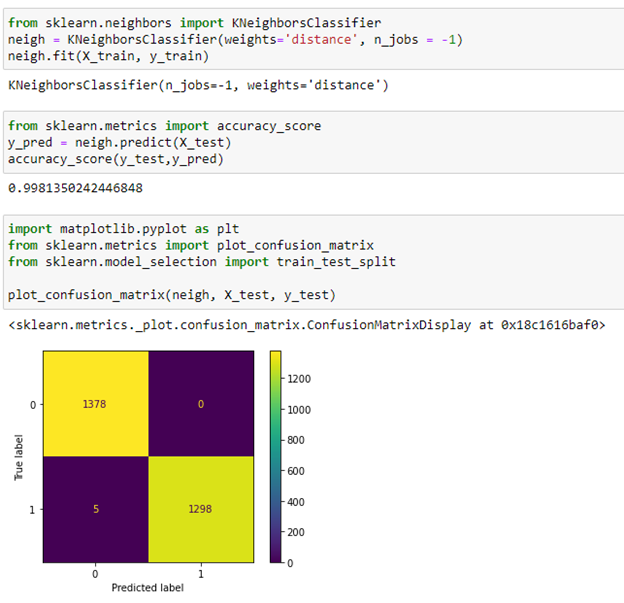 from sklearn.neighbors import KNeighborsClassifier
neigh = KNeighborsClassifier(weights='distance', n_jobs = -1)
neigh.fit(X_train, y_train)
KNeighborsClassifier(n_jobs=-1, weights='distance')
from sklearn.metrics import accuracy_score
y_pred = neigh.predict(X_test)
accuracy_score(y_test,y_pred)
0.9981350242446848
import matplotlib.pyplot as plt
from sklearn.metrics import plot_confusion_matrix
from sklearn.model_selection import train_test_split
plot_confusion_matrix(neigh, X_test, y_test)
<sklearn.metrics._plot.confusion_matrix.ConfusionMatrixDisplay at 0x18c1616baf0>
True label
0
1378
0
1
5
1298
0
1
Predicted label
1200
1000
800
600
400
200
0